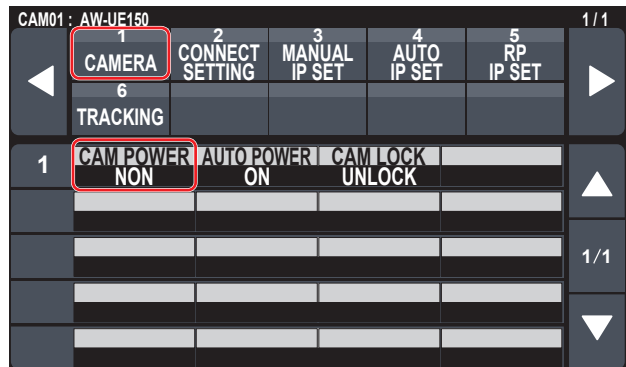 CAM01 : AW-UE150 1 / 1
1 2 3 4 5
CAMERA CONNECT SETTING MANUAL IP SET AUTO IP SET RP IP SET
6
TRACKING
1 CAM POWER AUTO POWER CAM LOCK
NON ON UNLOCK
1/1